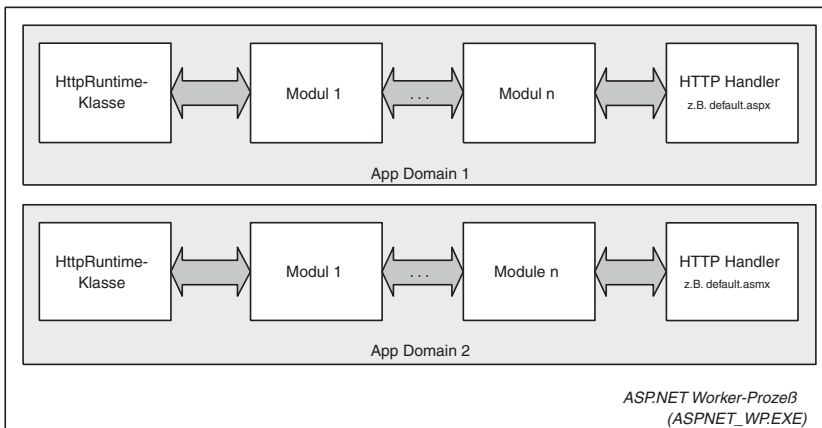 HttpRuntime-
Klasse
Modul 1
...
Modul n
HTTP Handler
z.B. default.aspx
App Domain 1
HttpRuntime-
Klasse
Modul 1
...
Module n
HTTP Handler
z.B. default.asmx
App Domain 2
ASP.NET Worker-Prozeß
(ASPNET_WP.EXE)